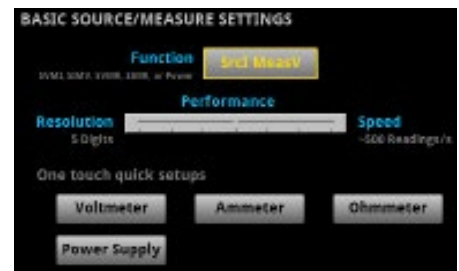 BASIC SOURCE/MEASURE SETTINGS
Function
SrcI MeasV
Performance
Resolution
Speed
5 Digits
~500 Readings/s
One touch quick setups
Voltmeter
Ammeter
Ohmmeter
Power Supply